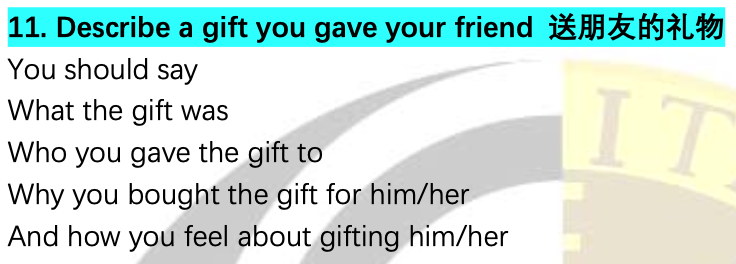 11. Describe a gift you gave your friend 送朋友的礼物
You should say
What the gift was
Who you gave the gift to
Why you bought the gift for him/her
And how you feel about gifting him/her